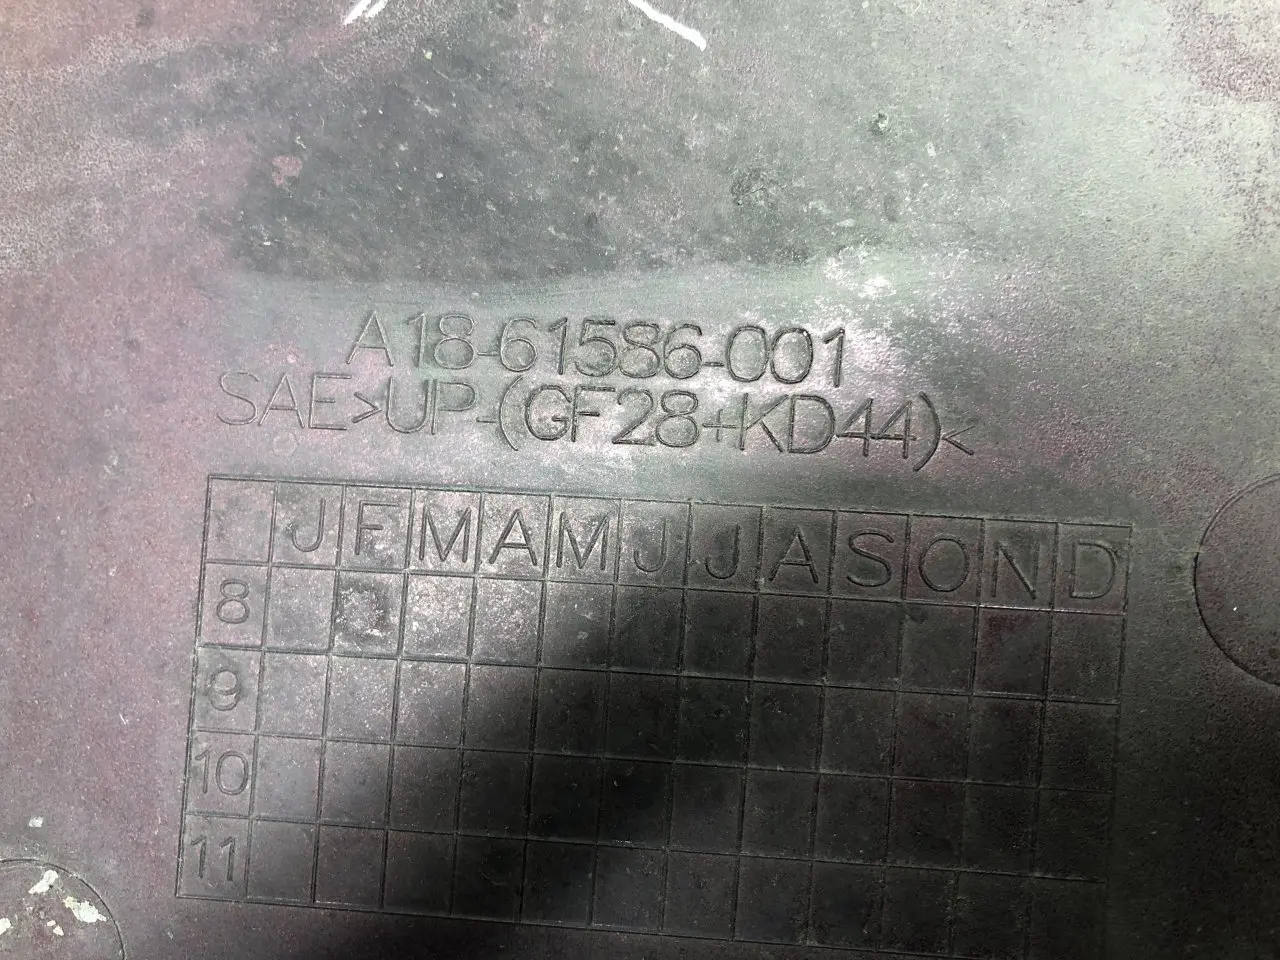 A18-61586-001
SAE>UP-(GF28+KD44)<
J F M A M J J A S O N D
8
9
10
11